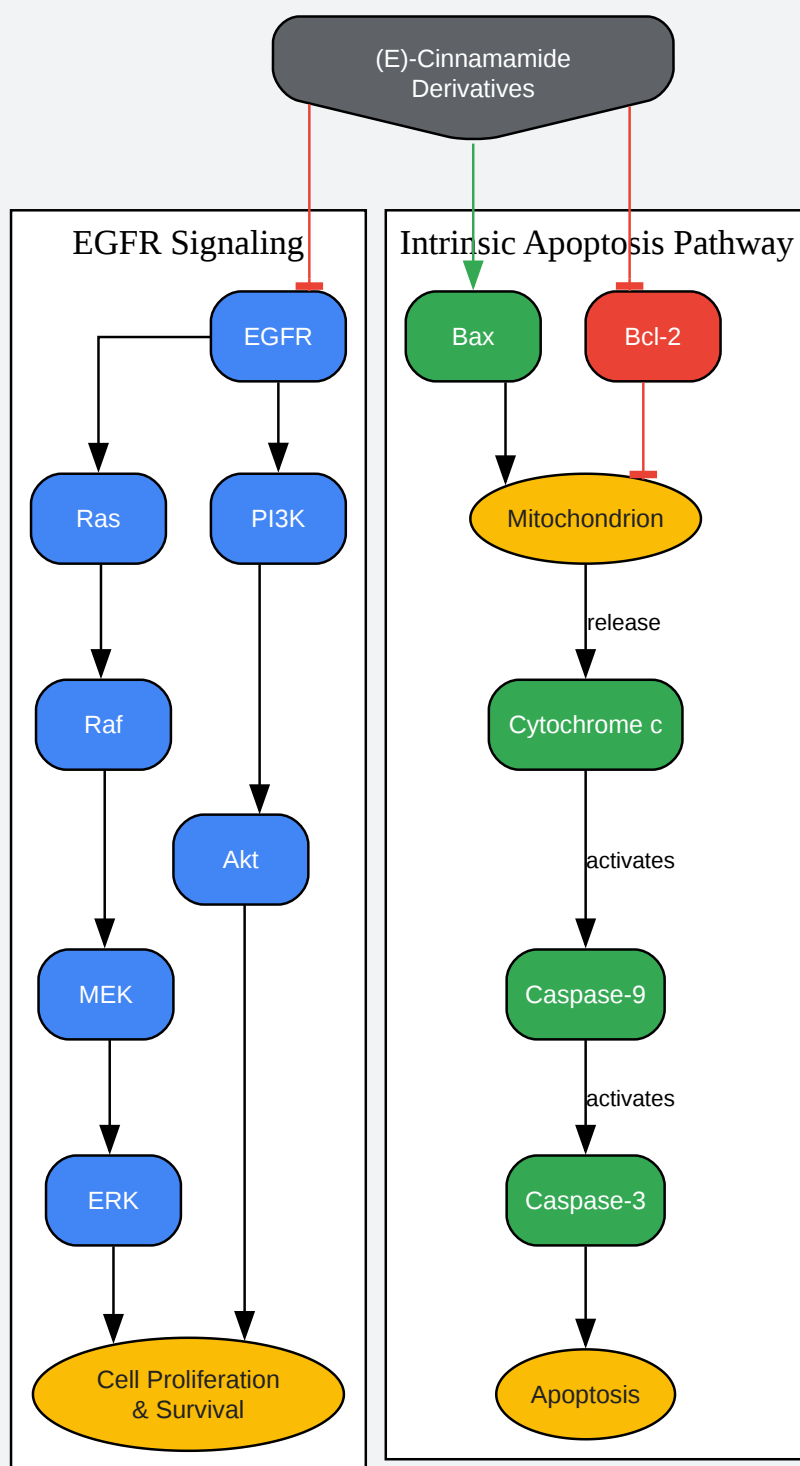 (E)-Cinnamamide
Derivatives
EGFR Signaling
Intrinsic Apoptosis Pathway
EGFR
Bax
Bcl-2
Ras
PI3K
Mitochondrion
release
Raf
Cytochrome c
Akt
activates
MEK
Caspase-9
activates
ERK
Caspase-3
Cell Proliferation
& Survival
Apoptosis